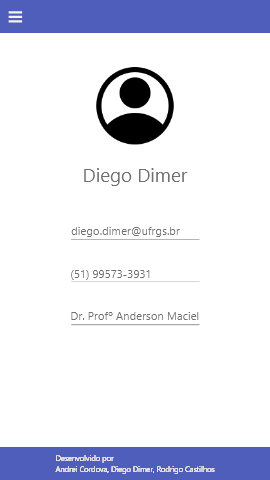 Diego Dimer
diego.dimer@ufrgs.br
(51) 99573-3931
Dr. Profº Anderson Maciel
Desenvolvido por
Andrei Cordova, Diego Dimer, Rodrigo Castilhos